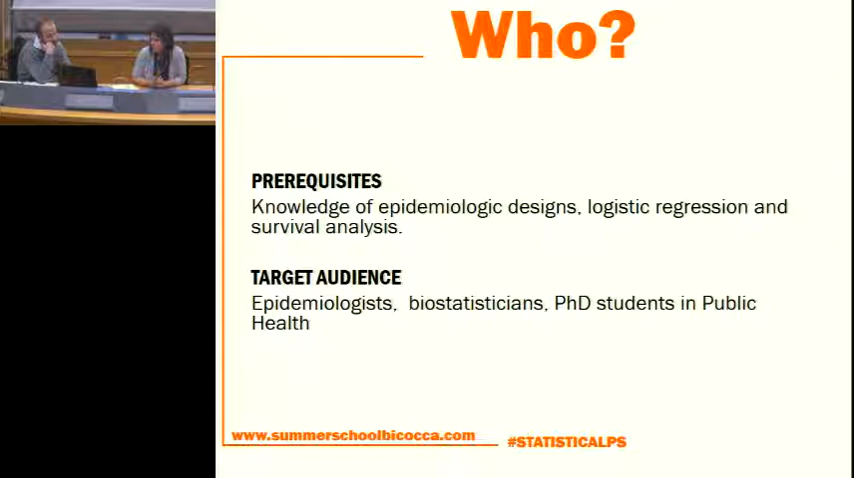 Who?
PREREQUISITES
Knowledge of epidemiologic designs, logistic regression and
survival analysis.
TARGET AUDIENCE
Epidemiologists, biostatisticians, PhD students in Public
Health
www.summerschoolbicocca.com
#STATISTICALPS